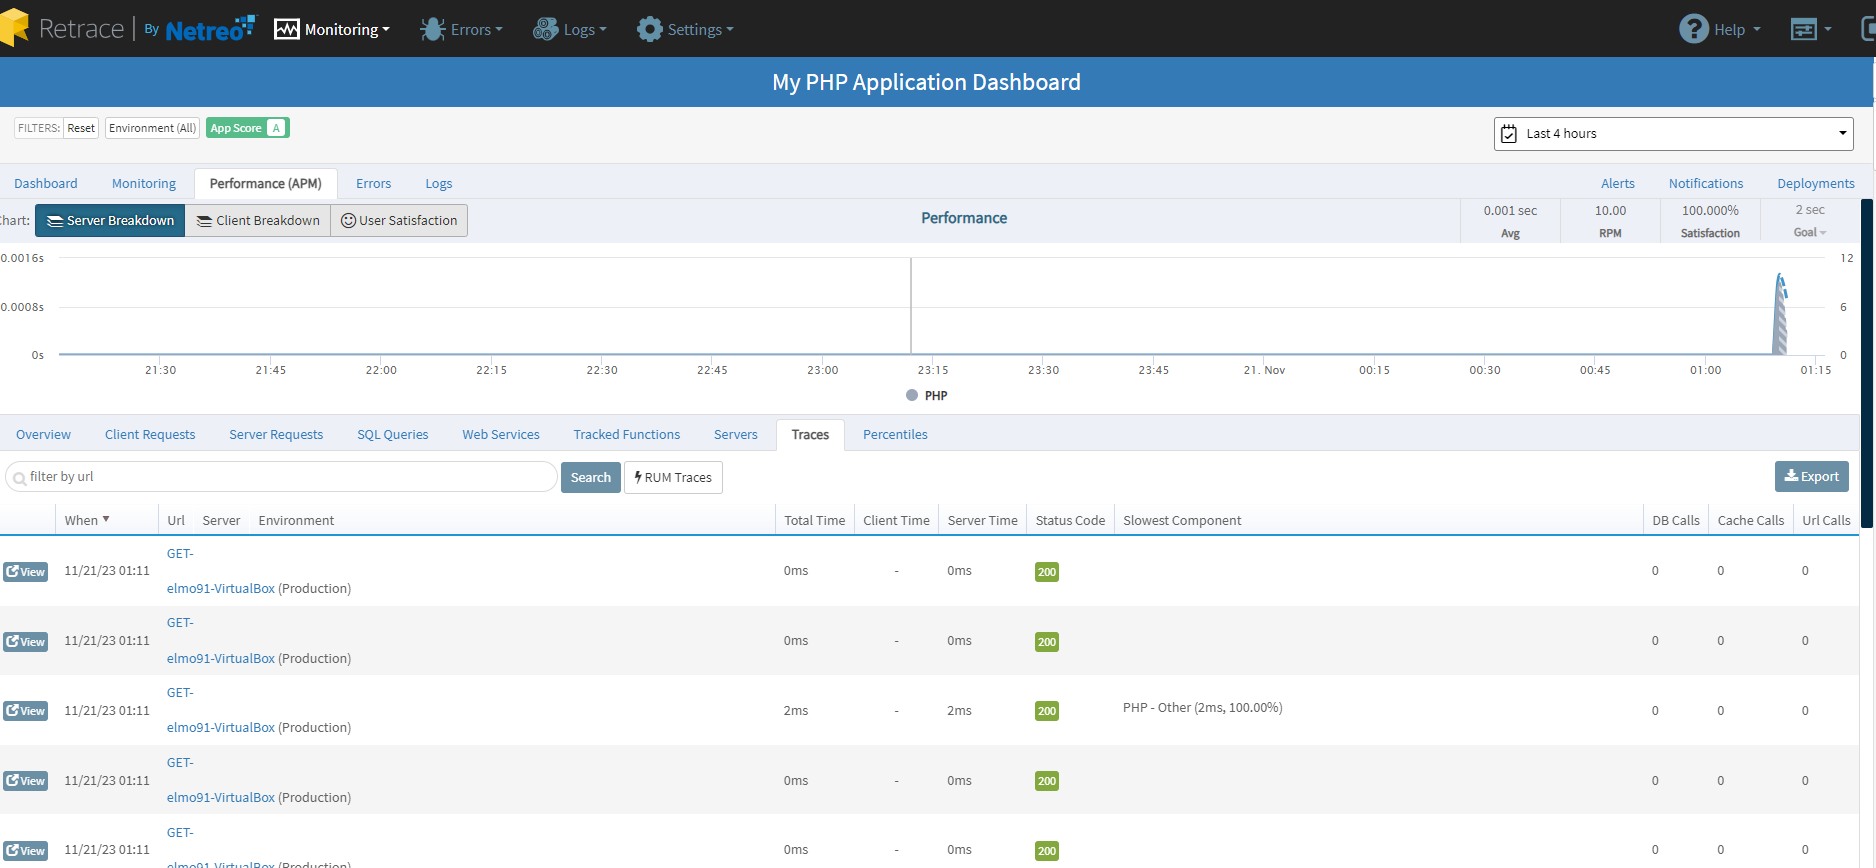 Retrace | By Netreo Monitoring Errors Logs Settings Help
My PHP Application Dashboard
FILTERS: Reset Environment (All) App Score A Last 4 hours
Dashboard Monitoring Performance (APM) Errors Logs Alerts Notifications Deployments
hart: Server Breakdown Client Breakdown User Satisfaction Performance 0.001 sec 10.00 100.000% 2 sec
Avg RPM Satisfaction Goal
0.0016s 12
0.0008s 6
0s 0
21:30 21:45 22:00 22:15 22:30 22:45 23:00 23:15 23:30 23:45 21. Nov 00:15 00:30 00:45 01:00 01:15
PHP
Overview Client Requests Server Requests SQL Queries Web Services Tracked Functions Servers Traces Percentiles
filter by url Search RUM Traces Export
When Url Server Environment Total Time Client Time Server Time Status Code Slowest Component DB Calls Cache Calls Url Calls
GET-
View 11/21/23 01:11 0ms - 0ms 200 0 0 0
elmo91-VirtualBox (Production)
GET-
View 11/21/23 01:11 0ms - 0ms 200 0 0 0
elmo91-VirtualBox (Production)
GET-
View 11/21/23 01:11 2ms - 2ms 200 PHP - Other (2ms, 100.00%) 0 0 0
elmo91-VirtualBox (Production)
GET-
View 11/21/23 01:11 0ms - 0ms 200 0 0 0
elmo91-VirtualBox (Production)
GET-
View 11/21/23 01:11 0ms - 0ms 200 0 0 0
elmo91-VirtualBox (Production)